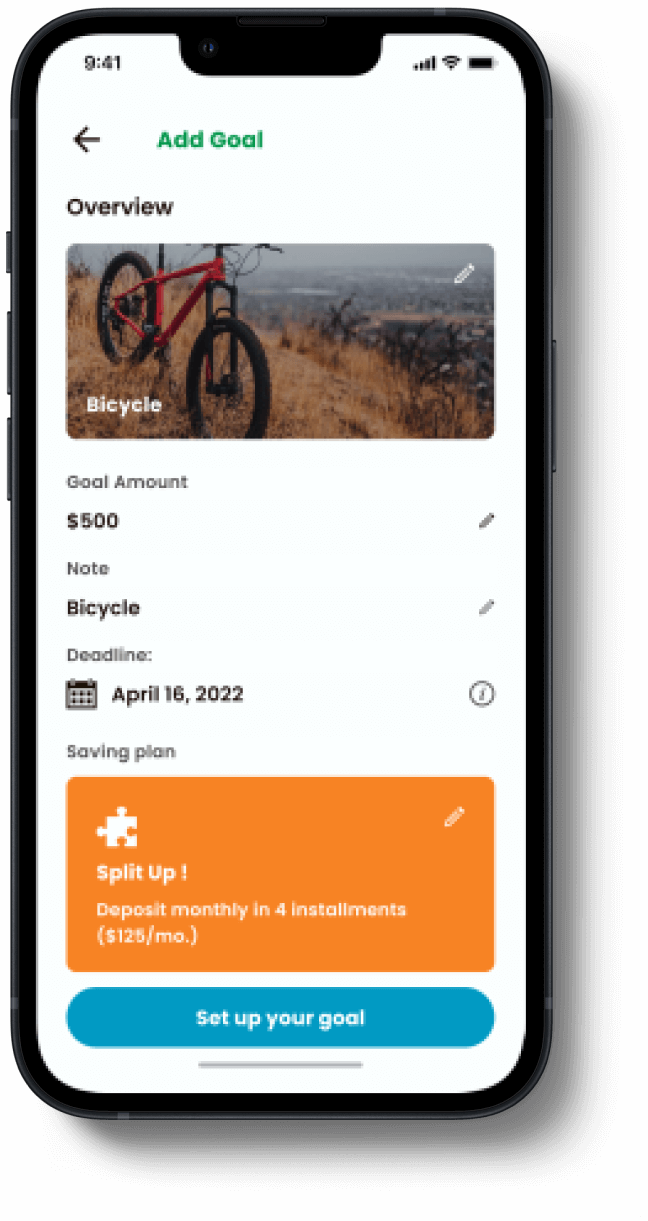 9:41
Add Goal
Overview
Bicycle
Goal Amount
$500
Note
Bicycle
Deadline:
April 16, 2022
Saving plan
Split Up !
Deposit monthly in 4 installments
($125/mo.)
Set up your goal